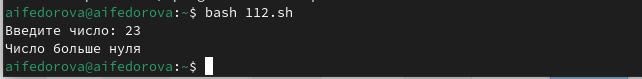 aifedorova@aifedorova:~$ bash 112.sh
Введите число: 23
Число больше нуля
aifedorova@aifedorova:~$